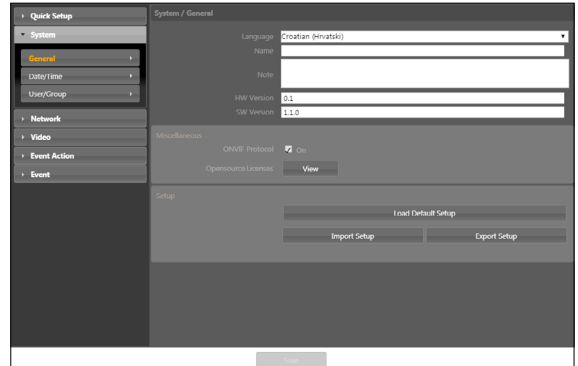 Quick Setup
System
General
Date/Time
User/Group
Network
Video
Event Action
Event
System / General
Language Croatian (Hrvatski)
Name
Note
HW Version 0.1
SW Version 1.1.0
Miscellaneous
ONVIF Protocol On
Opensource Licenses View
Setup
Load Default Setup
Import Setup Export Setup
Save